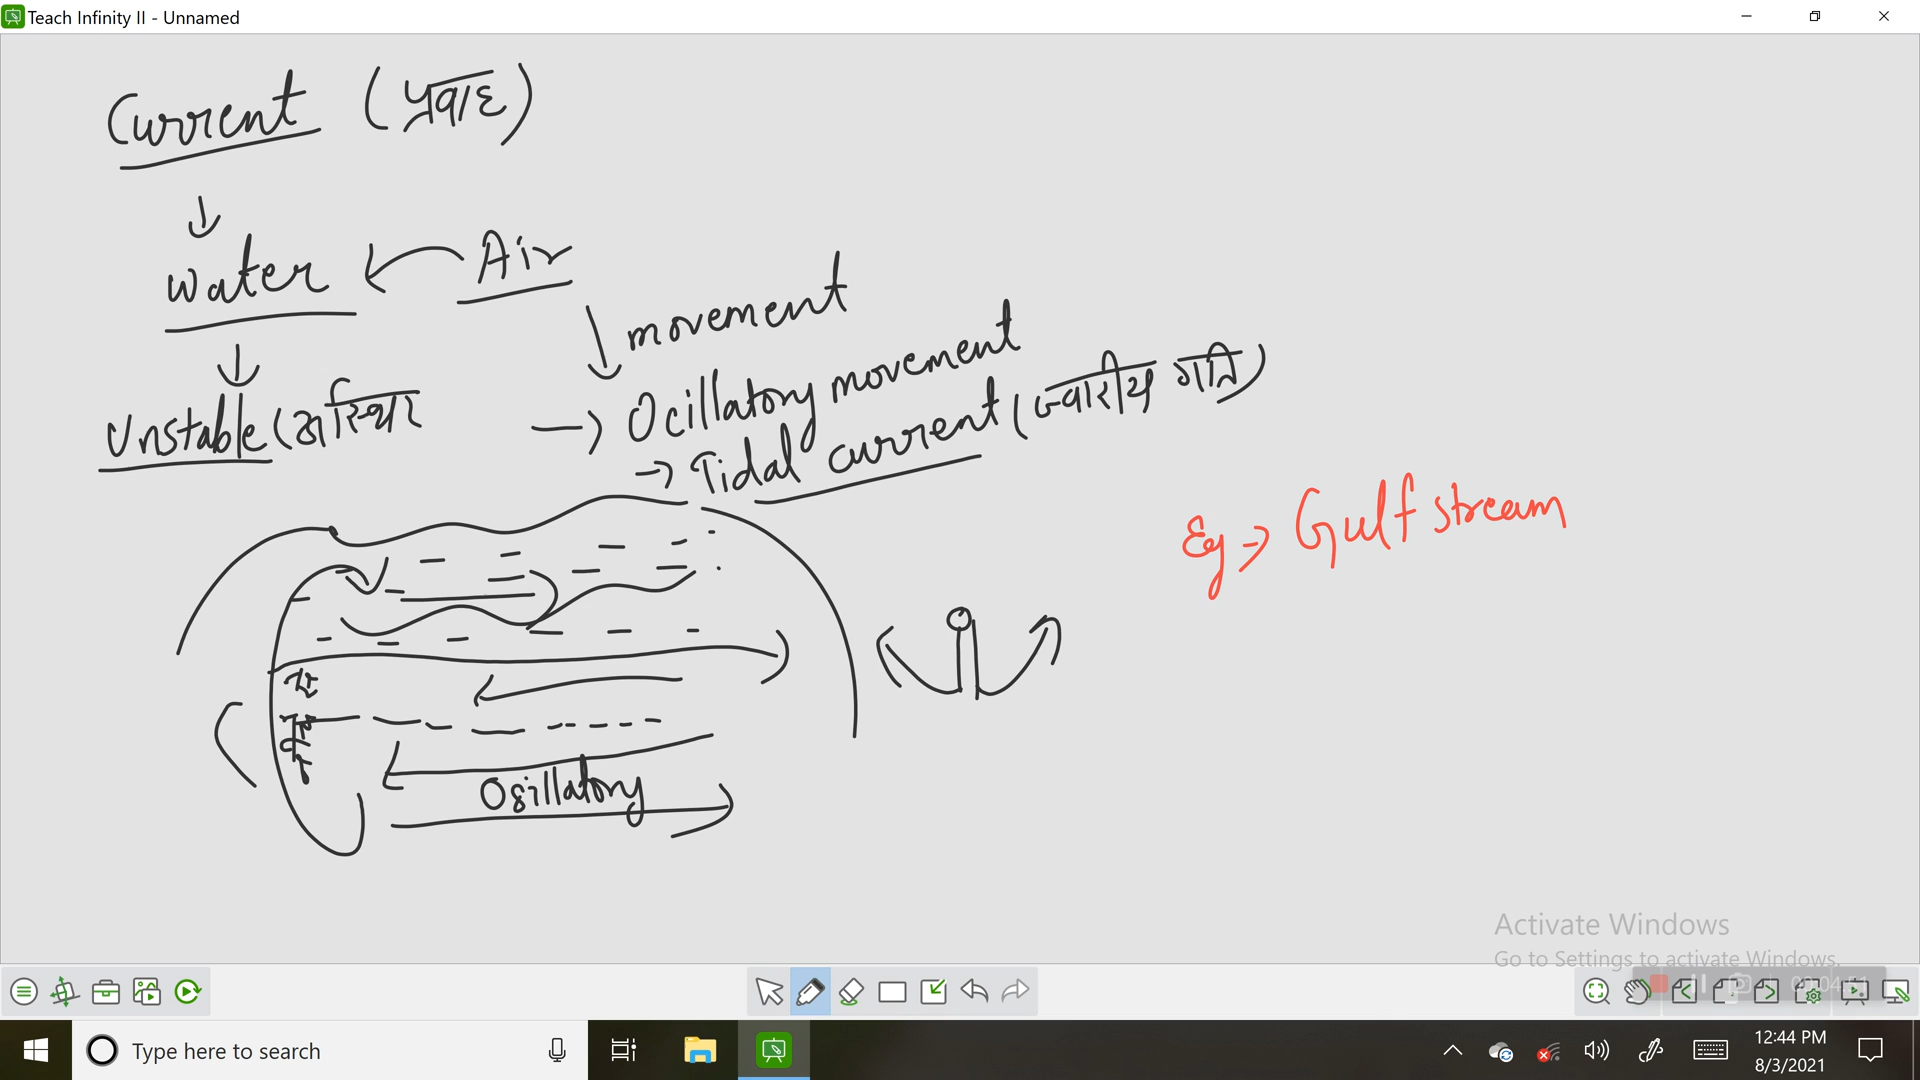 Teach Infinity II - Unnamed
Current (प्रवाह)
Water
Air
movement
Unstable (अस्थिर
Ocillatory movement
Tidal current (ज्वारीय गति)
Eg → Gulf stream
Osillatory
Activate Windows
Go to Settings to activate Windows.
Type here to search
12:44 PM
8/3/2021